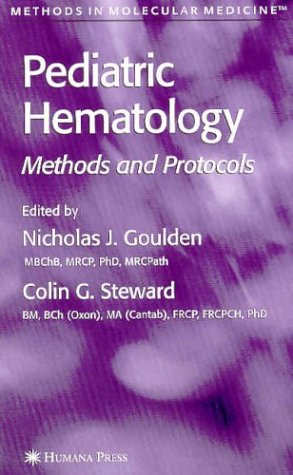 METHODS IN MOLECULAR MEDICINE™
Pediatric
Hematology
Methods and Protocols
Edited by
Nicholas J. Goulden
MBChB, MRCP, PhD, MRCPath
Colin G. Steward
BM, BCh (Oxon), MA (Cantab), FRCP, FRCPCH, PhD
HUMANA PRESS